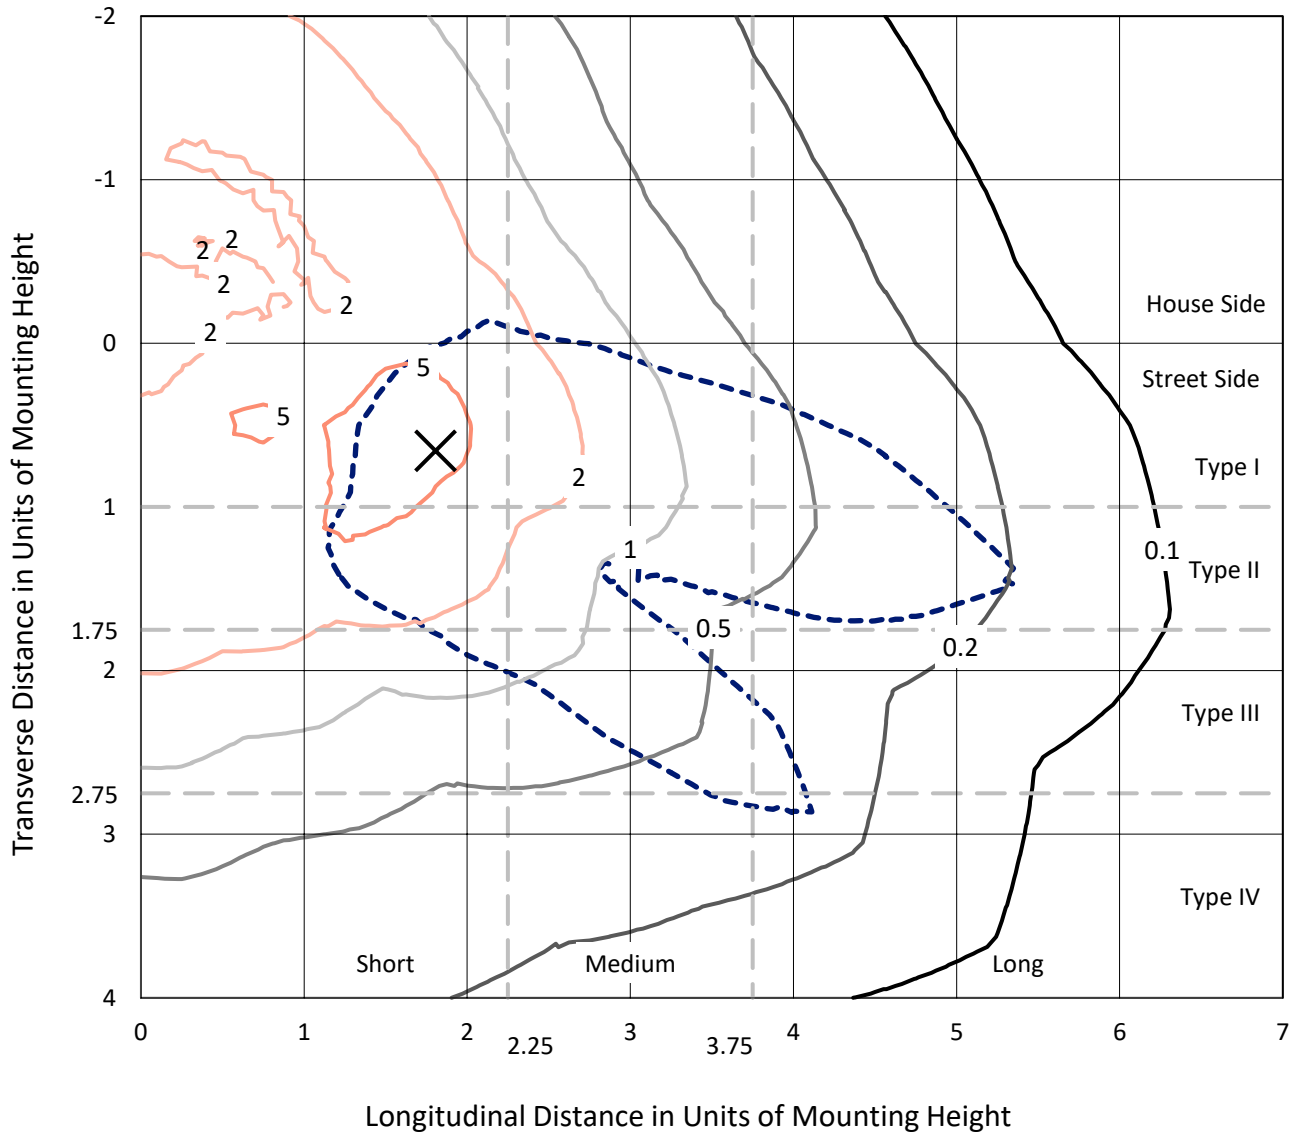 -2
-1
2
2
2
2
House Side
2
0
5
Street Side
5
Type I
2
1
1
0.1
Type II
1.75
0.5
0.2
2
Type III
2.75
3
Type IV
Short
Medium
Long
4
0
1
2
2.25
3
3.75
4
5
6
7
Transverse Distance in Units of Mounting Height
Longitudinal Distance in Units of Mounting Height